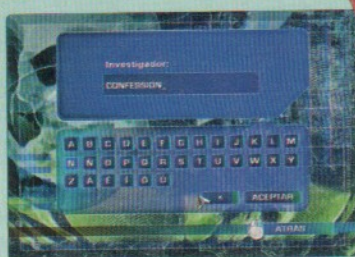 Investigador:
CONFESSION_
A B C D E F G H I J K L M
N Ñ O P Q R S T U V W X Y
Z Á É Í Ó Ú
ACEPTAR
ATRÁS